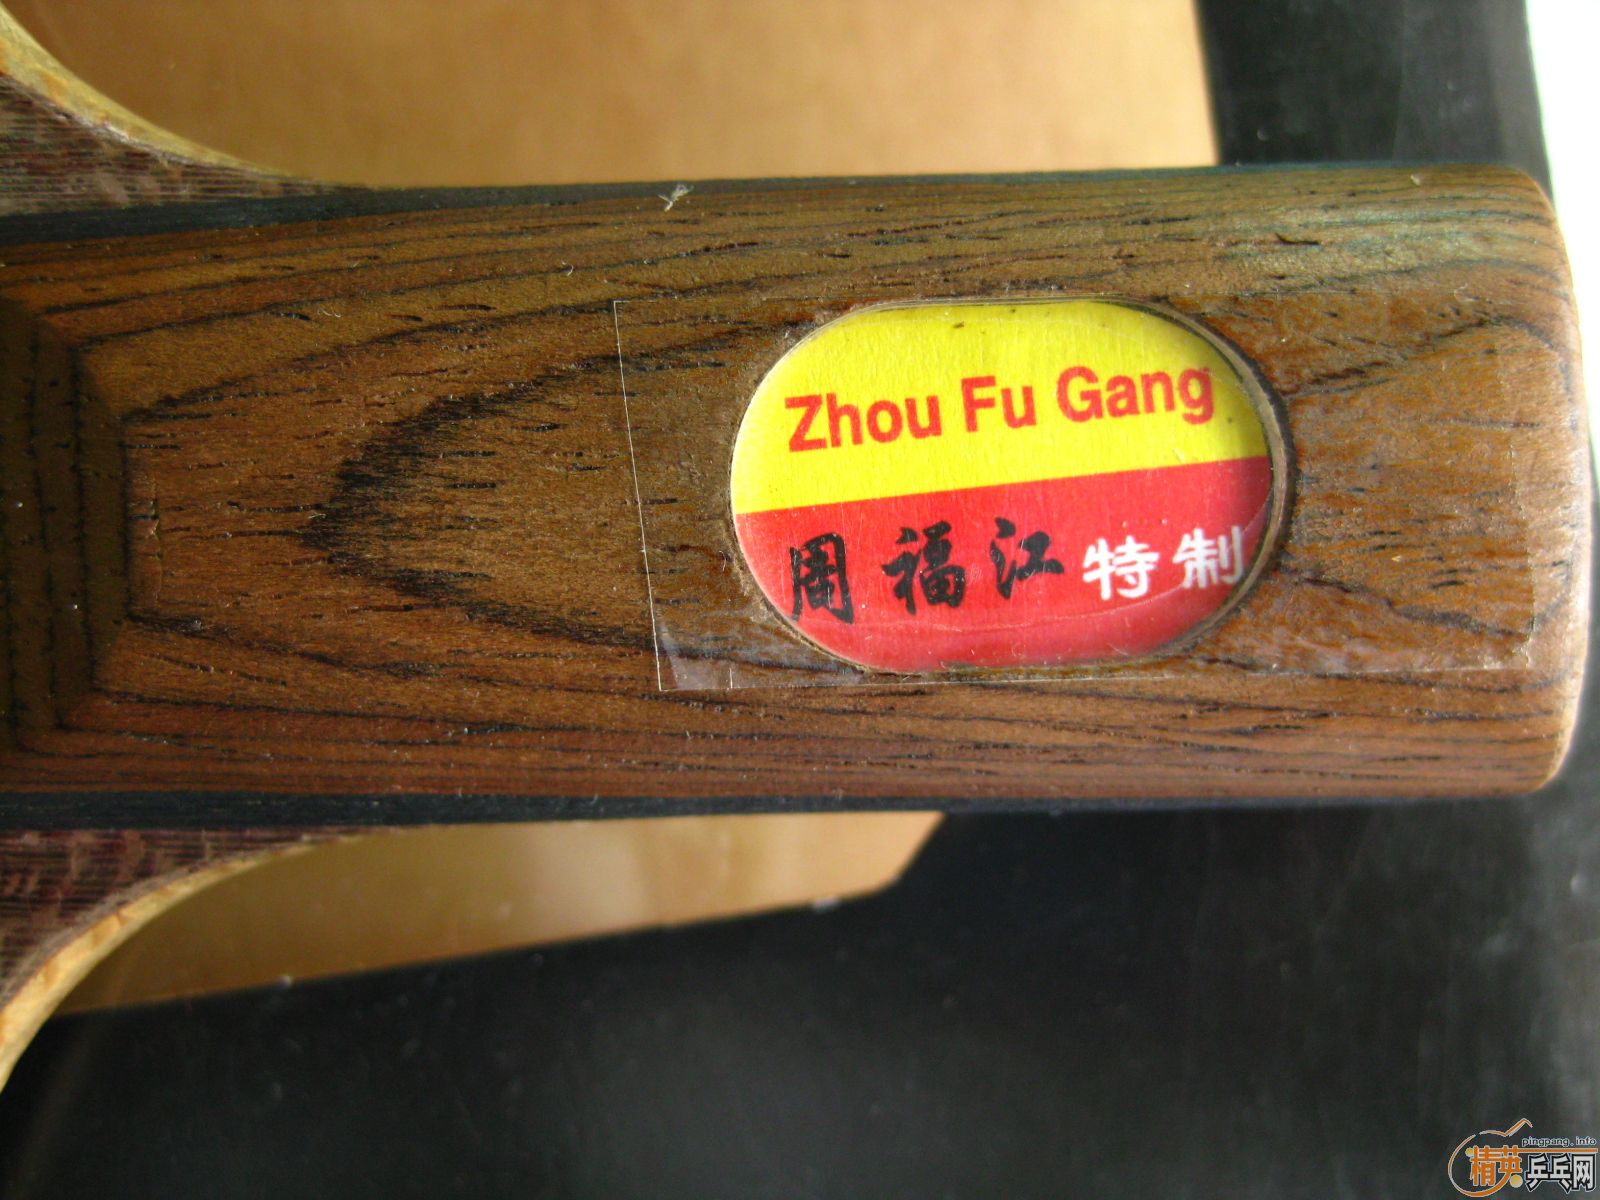 Zhou Fu Gang
周福江特制
pingpang.info
精英乒乓网